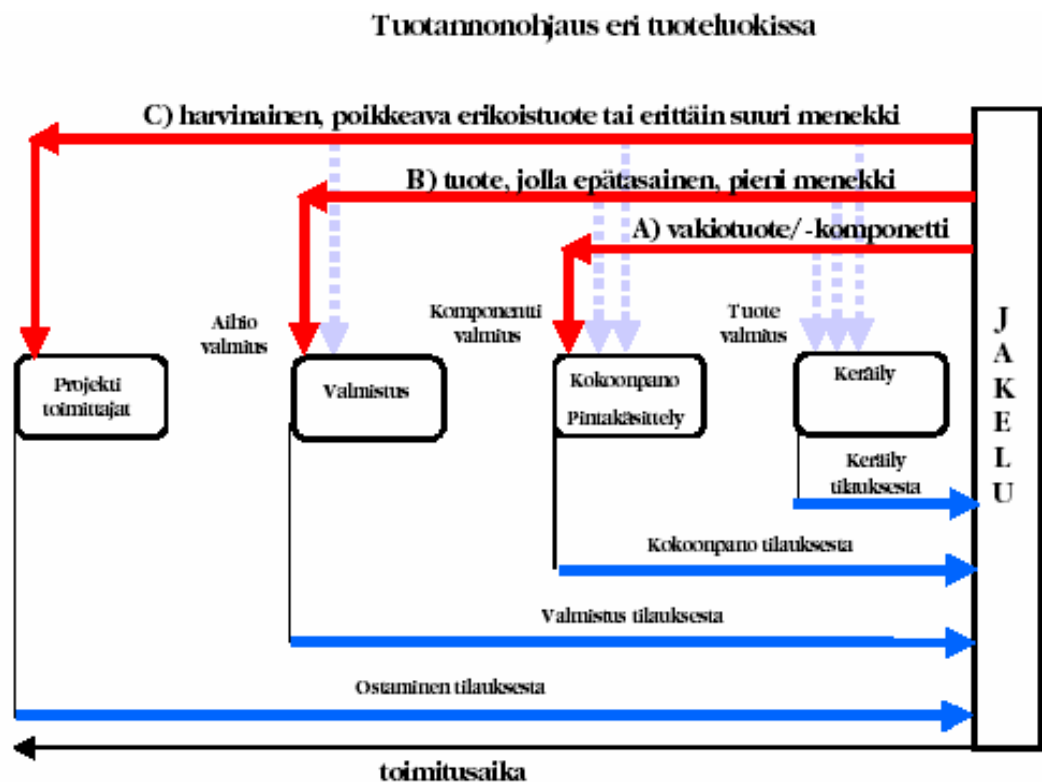 Tuotannonohjaus eri tuoteluokissa
C) harvinainen, poikkeava erikoistuote tai erittäin suuri menekki
B) tuote, jolla epätasainen, pieni menekki
A) vakiotuote/ -komponetti
Aihio
valmius
Komponentti
valmius
Tuote
valmius
Projekti
toimittajat
Valmistus
Kokoonpano
Pintakäsittely
Keräily
JAKELU
Keräily
tilauksesta
Kokoonpano tilauksesta
Valmistus tilauksesta
Ostaminen tilauksesta
toimitusaika